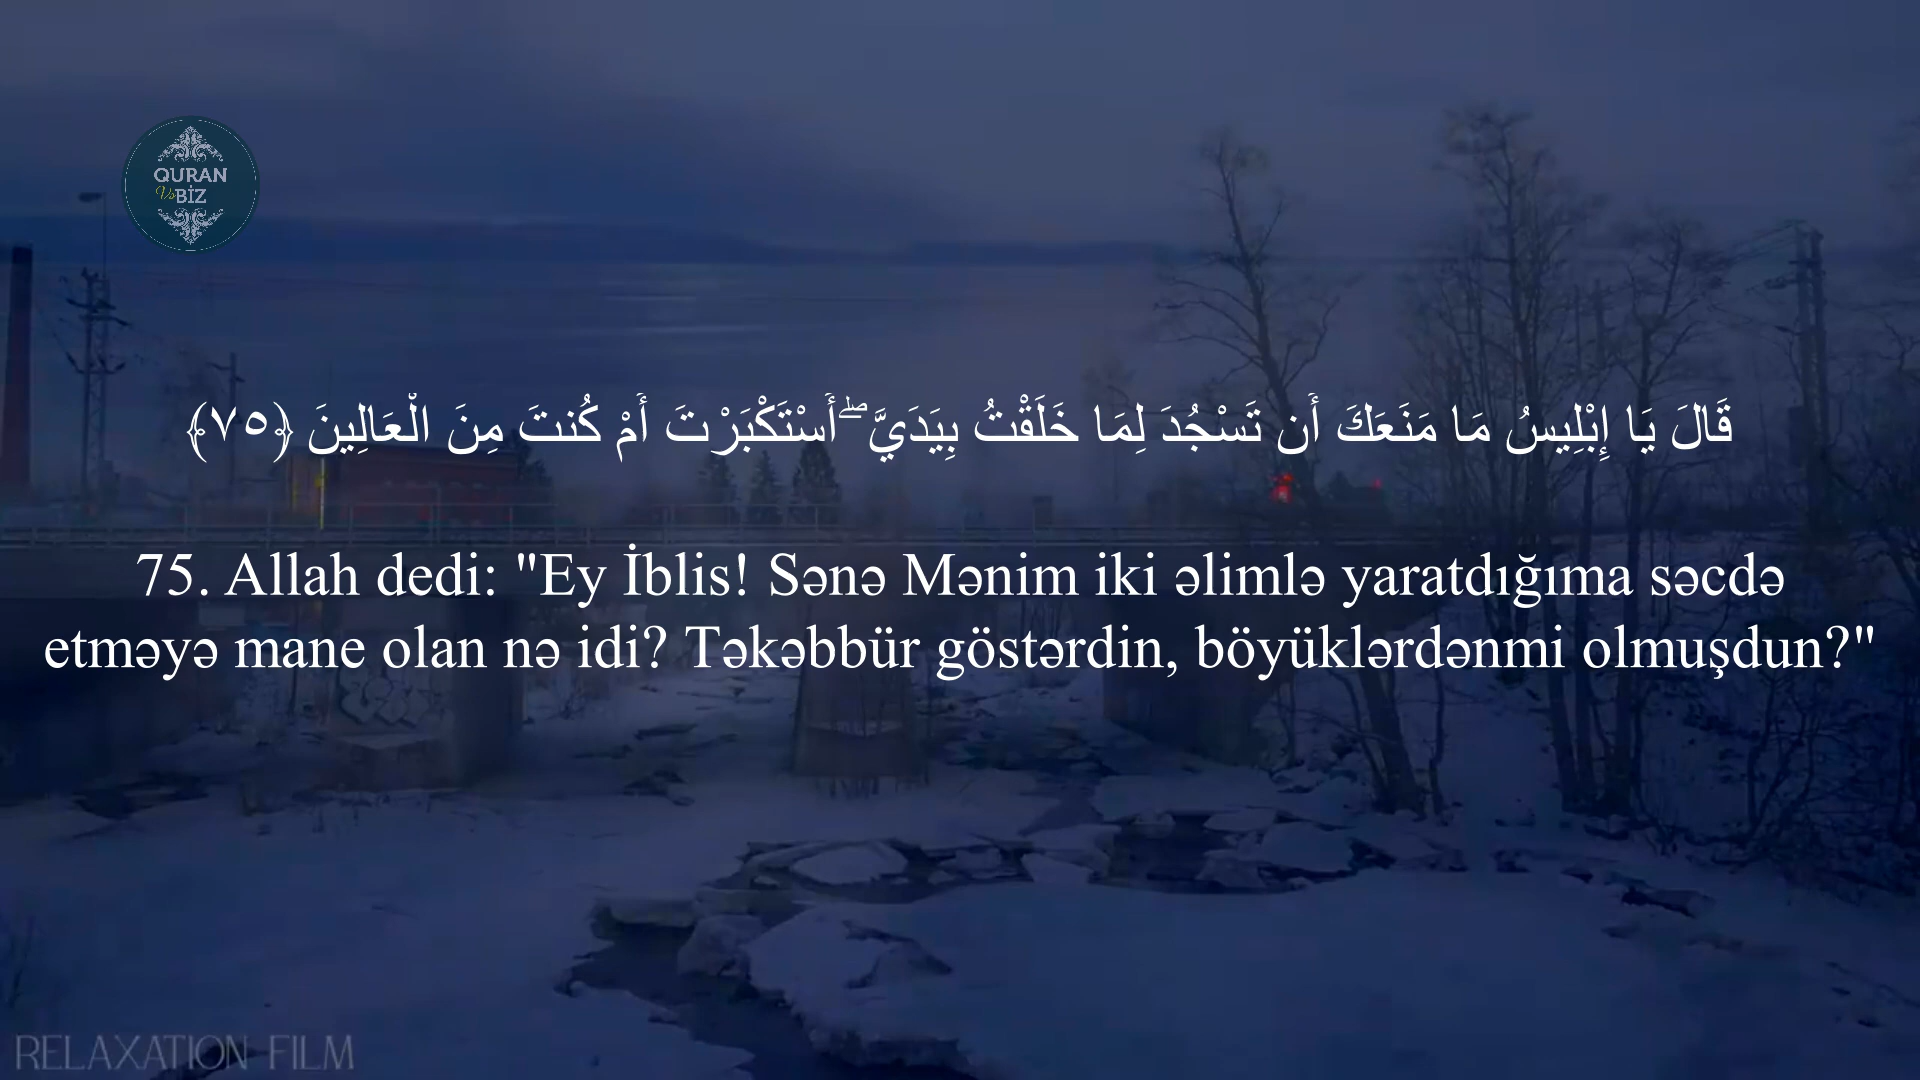 QURAN
Və
BİZ
قَالَ يَا إِبْلِيسُ مَا مَنَعَكَ أَن تَسْجُدَ لِمَا خَلَقْتُ بِيَدَيَّ ۖ أَسْتَكْبَرْتَ أَمْ كُنتَ مِنَ الْعَالِينَ ﴿٧٥﴾
75. Allah dedi: "Ey İblis! Sənə Mənim iki əlimlə yaratdığıma səcdə
etməyə mane olan nə idi? Təkəbbür göstərdin, böyüklərdənmi olmuşdun?"
RELAXATION FILM